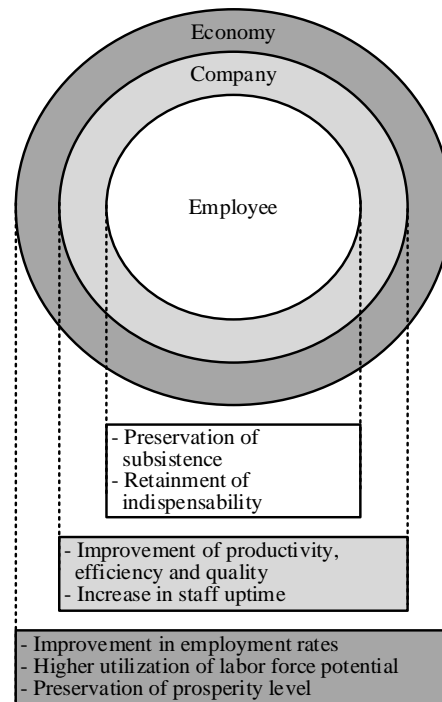 Economy
Company
Employee
- Preservation of
subsistence
- Retainment of
indispensability
- Improvement of productivity,
efficiency and quality
- Increase in staff uptime
- Improvement in employment rates
- Higher utilization of labor force potential
- Preservation of prosperity level